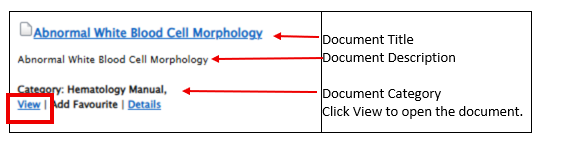 Abnormal White Blood Cell Morphology
Abnormal White Blood Cell Morphology
Category: Hematology Manual,
View | Add Favourite | Details
Document Title
Document Description
Document Category
Click View to open the document.